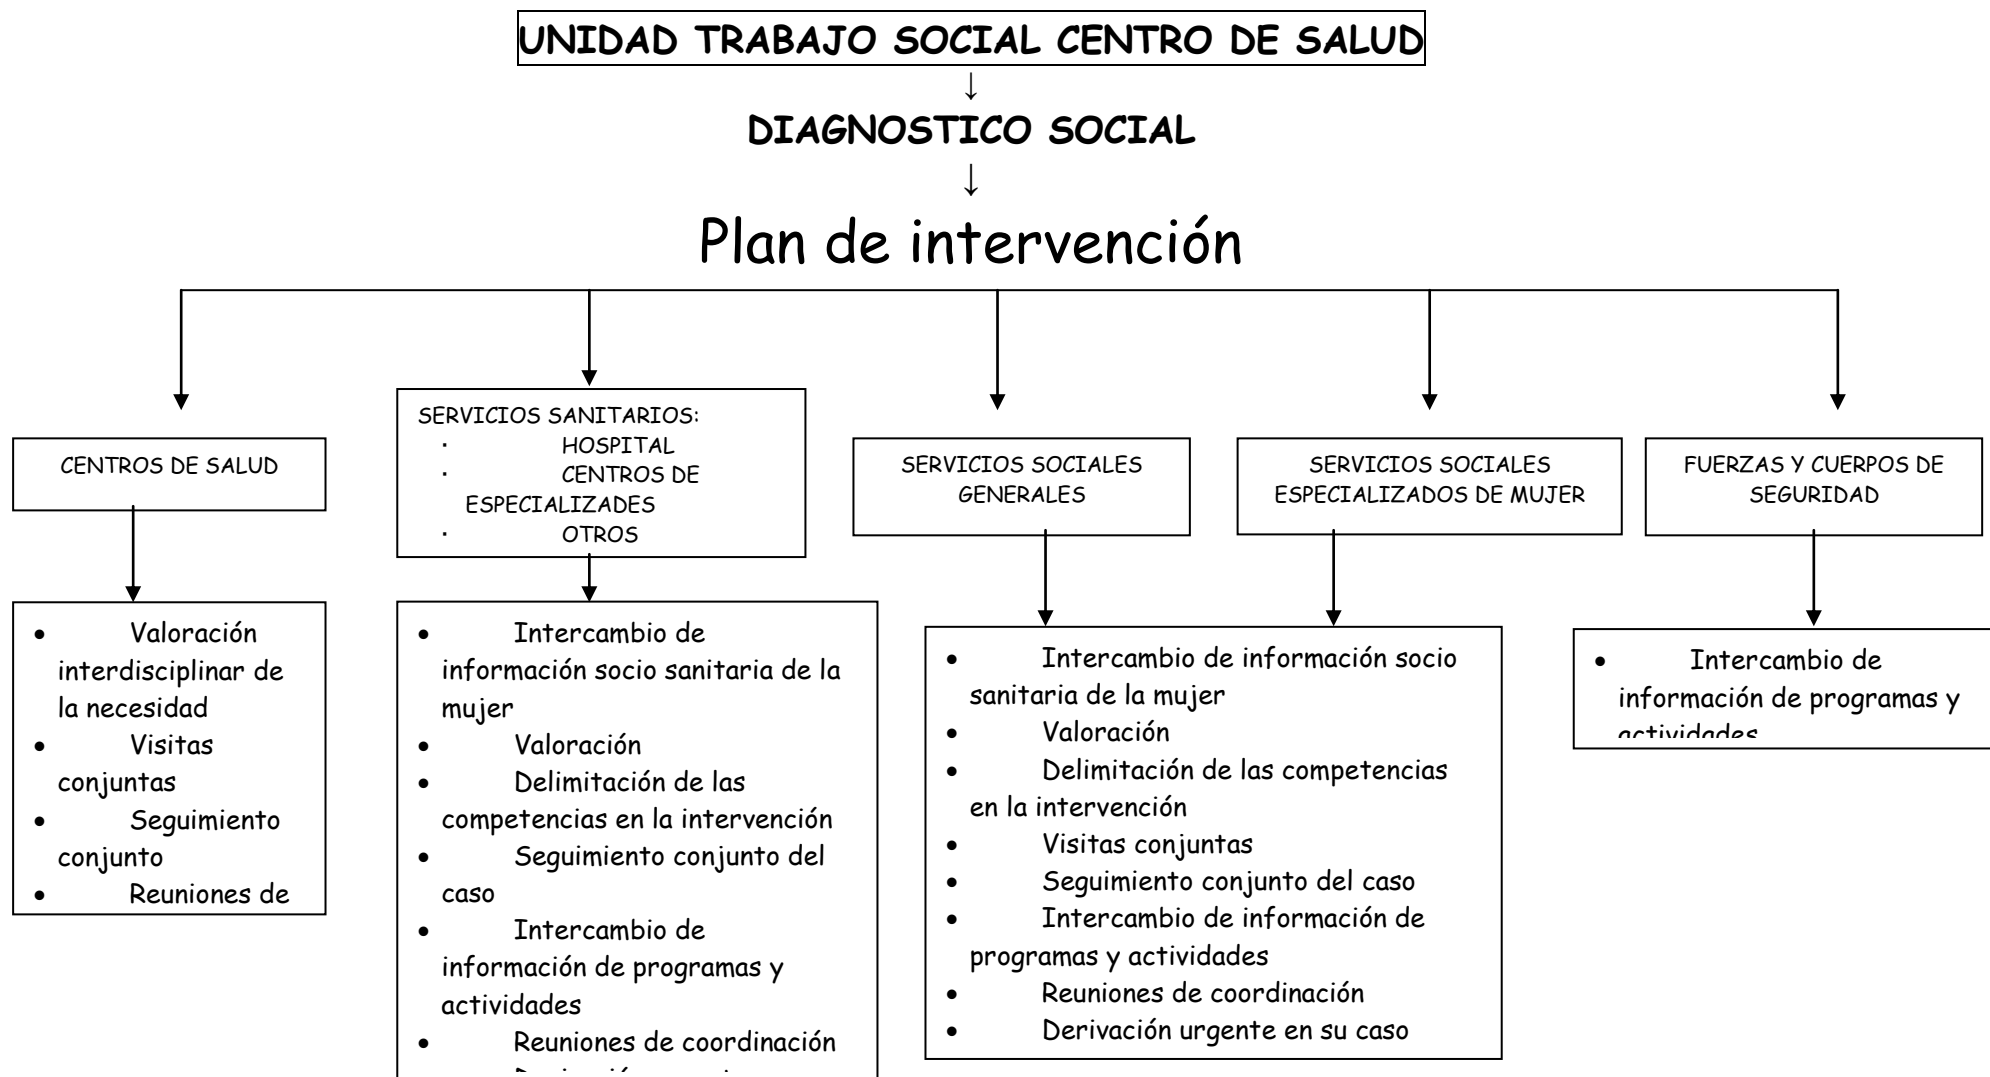 UNIDAD TRABAJO SOCIAL CENTRO DE SALUD
↓
DIAGNOSTICO SOCIAL
↓
Plan de intervención
CENTROS DE SALUD
SERVICIOS SANITARIOS:
· HOSPITAL
· CENTROS DE
ESPECIALIZADES
· OTROS
SERVICIOS SOCIALES
GENERALES
SERVICIOS SOCIALES
ESPECIALIZADOS DE MUJER
FUERZAS Y CUERPOS DE
SEGURIDAD
• Valoración
interdisciplinar de
la necesidad
• Visitas
conjuntas
• Seguimiento
conjunto
• Reuniones de
• Intercambio de
información socio sanitaria de la
mujer
• Valoración
• Delimitación de las
competencias en la intervención
• Seguimiento conjunto del
caso
• Intercambio de
información de programas y
actividades
• Reuniones de coordinación
• Intercambio de información socio
sanitaria de la mujer
• Valoración
• Delimitación de las competencias
en la intervención
• Visitas conjuntas
• Seguimiento conjunto del caso
• Intercambio de información de
programas y actividades
• Reuniones de coordinación
• Derivación urgente en su caso
• Intercambio de
información de programas y
actividades